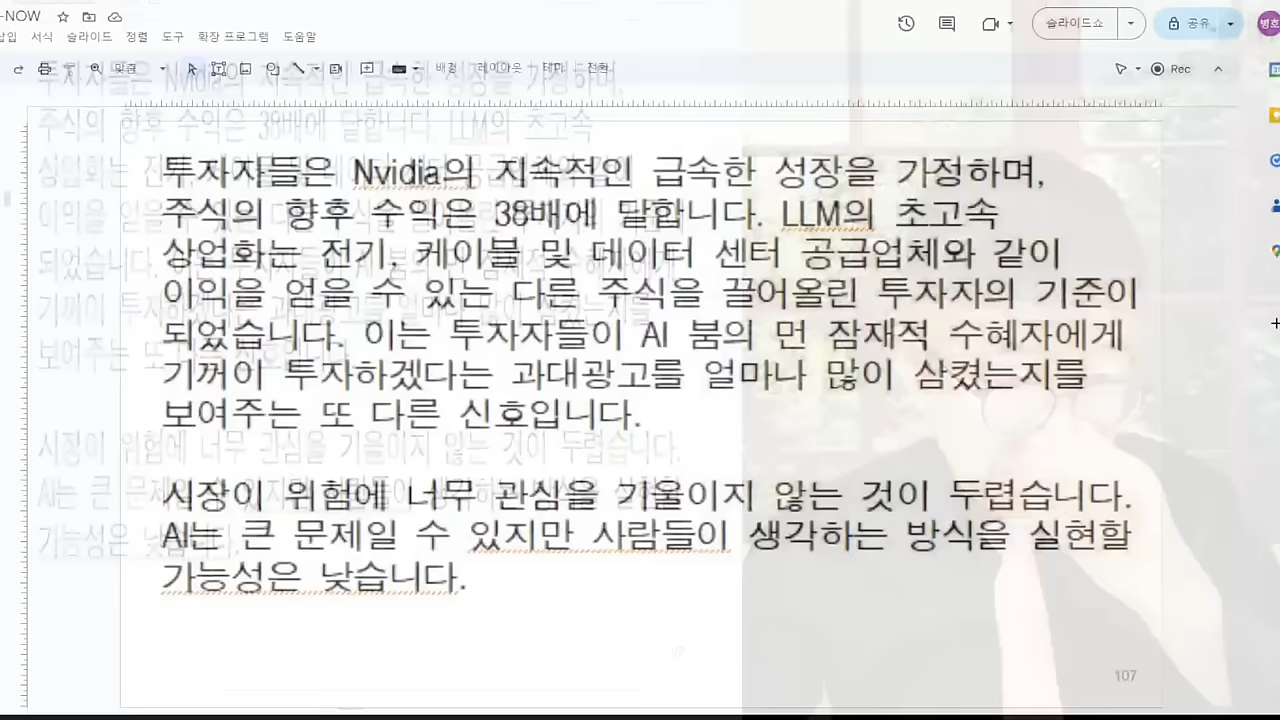 -NOW
삽입 서식 슬라이드 정렬 도구 확장 프로그램 도움말
슬라이드쇼
공유
병호
맞춤
배경 레이아웃 테마 전환
Rec
투자자들은 Nvidia의 지속적인 급속한 성장을 가정하며,
주식의 향후 수익은 38배에 달합니다. LLM의 초고속
상업화는 전기, 케이블 및 데이터 센터 공급업체와 같이
이익을 얻을 수 있는 다른 주식을 끌어올린 투자자의 기준이
되었습니다. 이는 투자자들이 AI 붐의 먼 잠재적 수혜자에게
기꺼이 투자하겠다는 과대광고를 얼마나 많이 삼켰는지를
보여주는 또 다른 신호입니다.
시장이 위험에 너무 관심을 기울이지 않는 것이 두렵습니다.
AI는 큰 문제일 수 있지만 사람들이 생각하는 방식을 실현할
가능성은 낮습니다.
107